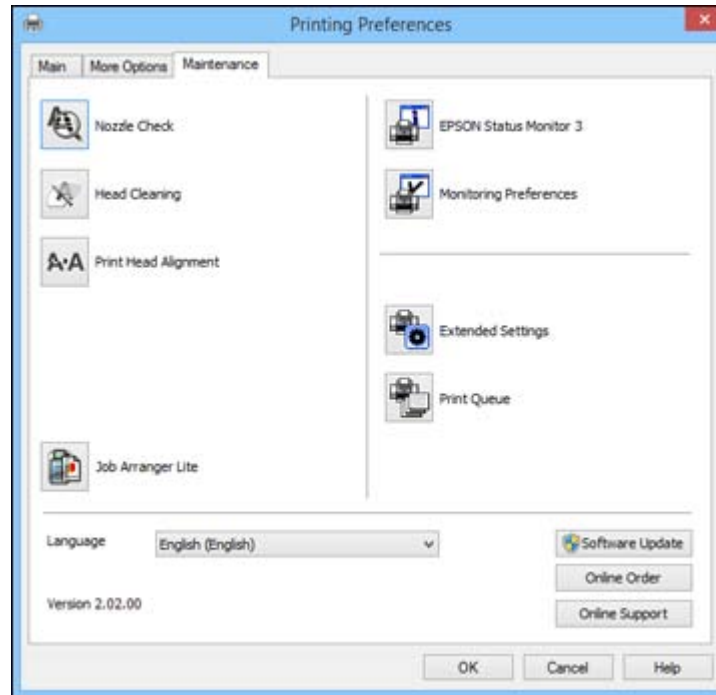 Printing Preferences
Main
More Options
Maintenance
Nozzle Check
Head Cleaning
A·A Print Head Alignment
Job Arranger Lite
EPSON Status Monitor 3
Monitoring Preferences
Extended Settings
Print Queue
Language
English (English)
Version 2.02.00
Software Update
Online Order
Online Support
OK
Cancel
Help